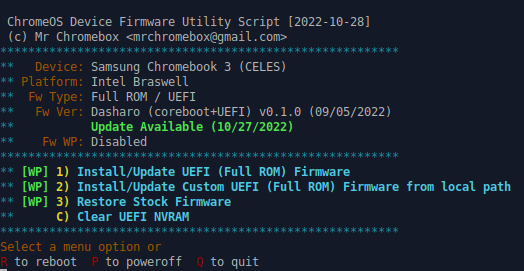 ChromeOS Device Firmware Utility Script [2022-10-28]
(c) Mr Chromebox <mrchromebox@gmail.com>
*********************************************************
**   Device: Samsung Chromebook 3 (CELES)
** Platform: Intel Braswell
**  Fw Type: Full ROM / UEFI
**   Fw Ver: Dasharo (coreboot+UEFI) v0.1.0 (09/05/2022)
**           Update Available (10/27/2022)
**    Fw WP: Disabled
*********************************************************
** [WP] 1) Install/Update UEFI (Full ROM) Firmware
** [WP] 2) Install/Update Custom UEFI (Full ROM) Firmware from local path
** [WP] 3) Restore Stock Firmware
**      C) Clear UEFI NVRAM
*********************************************************
Select a menu option or
R to reboot  P to poweroff  Q to quit